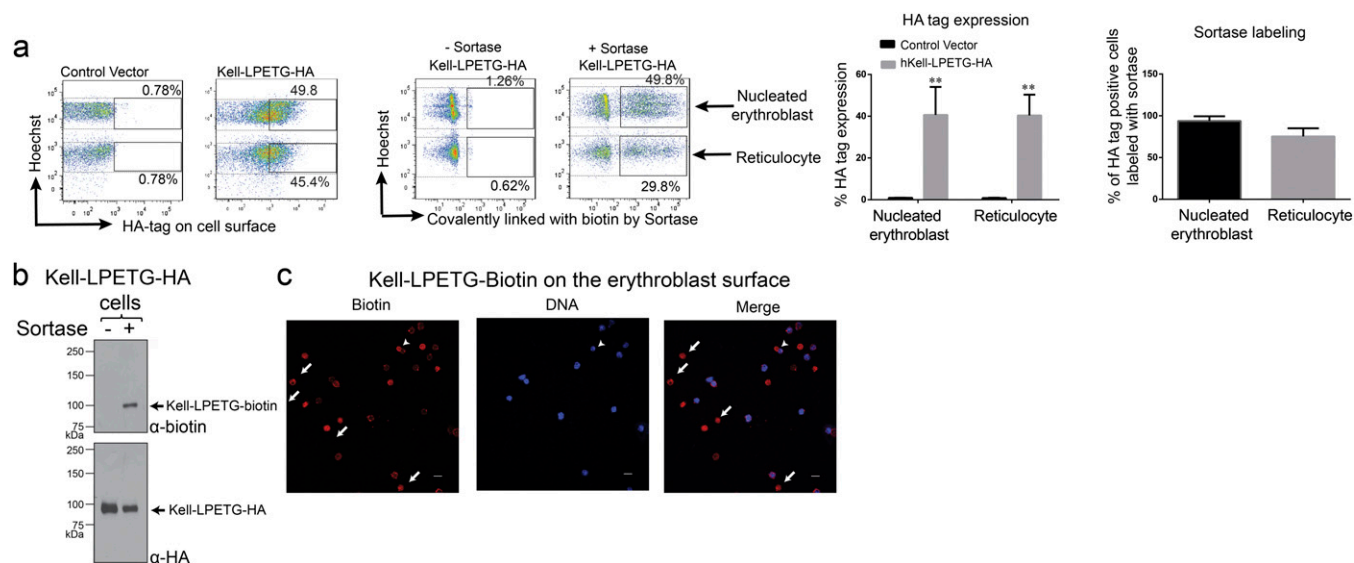 a
Control Vector
Kell-LPETG-HA
0.78%
49.8
0.78%
45.4%
Hoechst
HA-tag on cell surface
- Sortase
Kell-LPETG-HA
1.26%
+ Sortase
Kell-LPETG-HA
49.8%
0.62%
29.8%
Hoechst
Covalently linked with biotin by Sortase
Nucleated
erythroblast
Reticulocyte
HA tag expression
Control Vector
hKell-LPETG-HA
% HA tag expression
60
40
20
0
**
**
Nucleated
erythroblast
Reticulocyte
Sortase labeling
% of HA tag positive cells
labeled with sortase
150
100
50
0
Nucleated
erythroblast
Reticulocyte
b
Kell-LPETG-HA
cells
Sortase - +
250
150
100
75
kDa
Kell-LPETG-biotin
α-biotin
250
150
100
75
kDa
Kell-LPETG-HA
α-HA
c
Kell-LPETG-Biotin on the erythroblast surface
Biotin
DNA
Merge